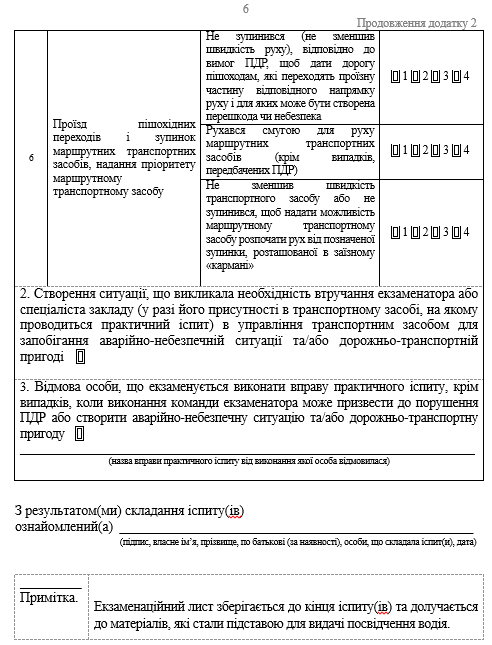 6
Продовження додатку 2
Не зупинився (не зменшив
швидкість руху), відповідно до
вимог ПДР, щоб дати дорогу
пішоходам, які переходять проїзну
частину відповідного напрямку
руху і для яких може бути створена
перешкода чи небезпека
1 2 3 4
6
Проїзд пішохідних
переходів і зупинок
маршрутних транспортних
засобів, надання пріоритету
маршрутному
транспортному засобу
Рухався смугою для руху
маршрутних транспортних
засобів (крім випадків,
передбачених ПДР)
1 2 3 4
Не зменшив швидкість
транспортного засобу або не
зупинився, щоб надати можливість
маршрутному транспортному
засобу розпочати рух від позначеної
зупинки, розташованої в заїзному
«кармані»
1 2 3 4
2. Створення ситуації, що викликала необхідність втручання екзаменатора або
спеціаліста закладу (у разі його присутності в транспортному засобі, на якому
проводиться практичний іспит) в управління транспортним засобом для
запобігання аварійно-небезпечній ситуації та/або дорожньо-транспортній
пригоді
3. Відмова особи, що екзаменується виконати вправу практичного іспиту, крім
випадків, коли виконання команди екзаменатора може призвести до порушення
ПДР або створити аварійно-небезпечну ситуацію та/або дорожньо-транспортну
пригоду
(назва вправи практичного іспиту від виконання якої особа відмовилася)
З результатом(ми) складання іспиту(ів)
ознайомлений(а)
(підпис, власне ім’я, прізвище, по батькові (за наявності), особи, що складала іспит(и), дата)
Примітка.
Екзаменаційний лист зберігається до кінця іспиту(ів) та долучається
до матеріалів, які стали підставою для видачі посвідчення водія.